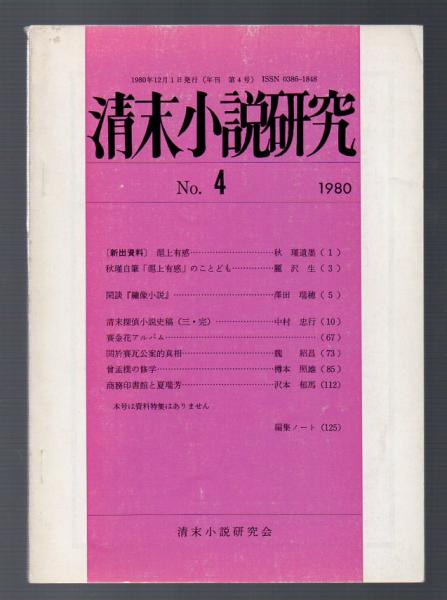 1980年12月1日発行（年刊　第4号）ISSN 0386-1848
清末小説研究
No. 4　1980
〔新出資料〕 滬上有感…………………………秋　瑾遺墨（ 1 ）
秋瑾自筆「滬上有感」のことども……………麗　沢　生（ 3 ）
閑談『繍像小説』………………………………澤田　瑞穂（ 5 ）
清末探偵小説史稿（三・完）…………………中村　忠行（10）
賽金花アルバム……………………………………………（67）
関於賽瓦公案的真相……………………………魏　　紹昌（73）
曾孟樸の修学……………………………………樽本　照雄（85）
商務印書館と夏瑞芳……………………………沢本　郁馬（112）
本号は資料特集はありません
編集ノート（125）
清末小説研究会